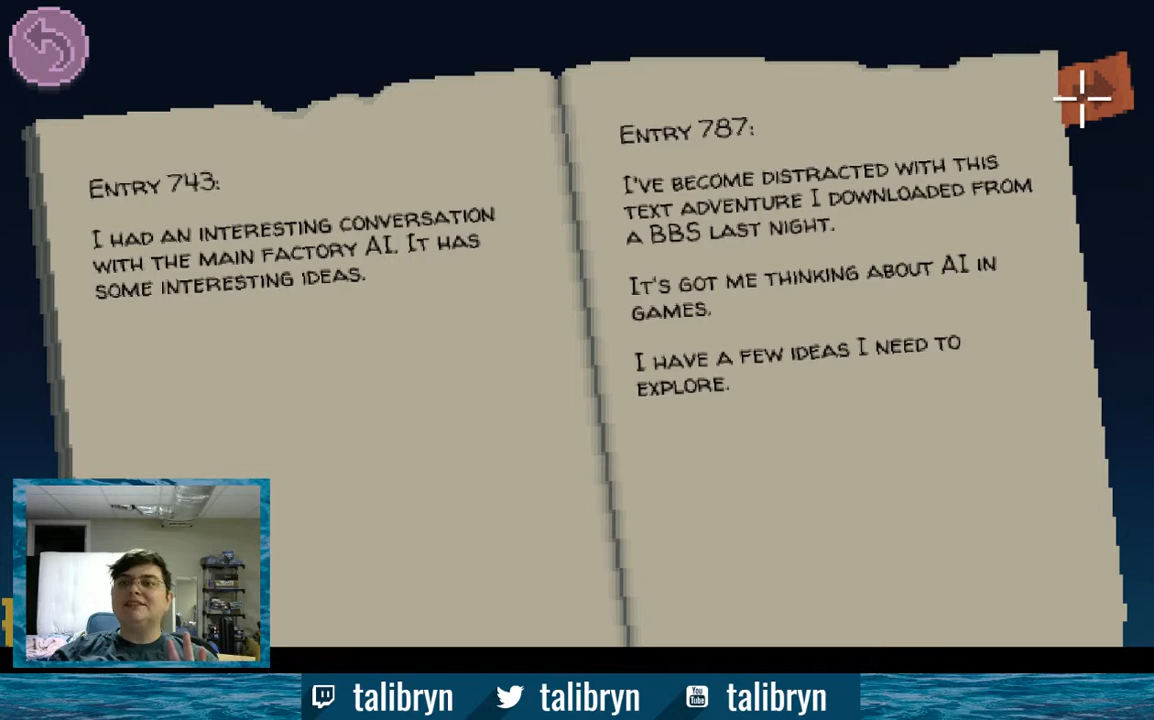 Entry 743:
I had an interesting conversation
with the main factory AI. It has
some interesting ideas.
Entry 787:
I've become distracted with this
text adventure I downloaded from
a BBS last night.
It's got me thinking about AI in
games.
I have a few ideas I need to
explore.
talibryn talibryn You Tube talibryn